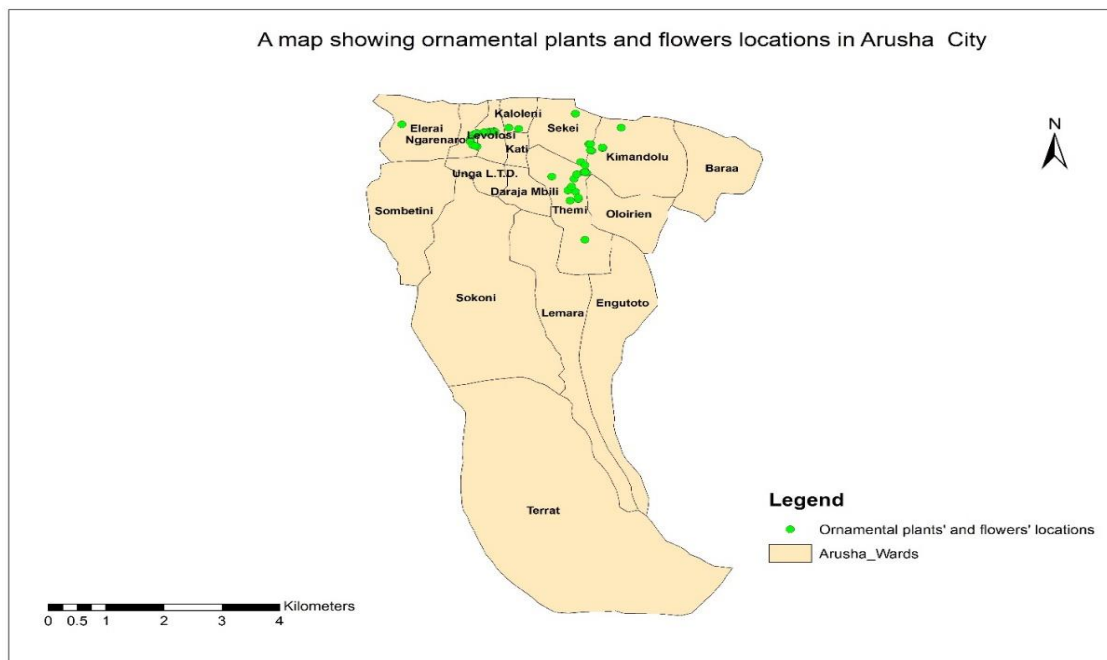 A map showing ornamental plants and flowers locations in Arusha City
N
Kaloleni
Elerai
Sekei
Ngarenaro
Levolosi
Kati
Kimandolu
Baraa
Unga L.T.D.
Daraja Mbili
Sombetini
Themi
Oloirien
Sokoni
Engutoto
Lemara
Terrat
Legend
Ornamental plants' and flowers' locations
Arusha_Wards
Kilometers
0 0.5 1 2 3 4